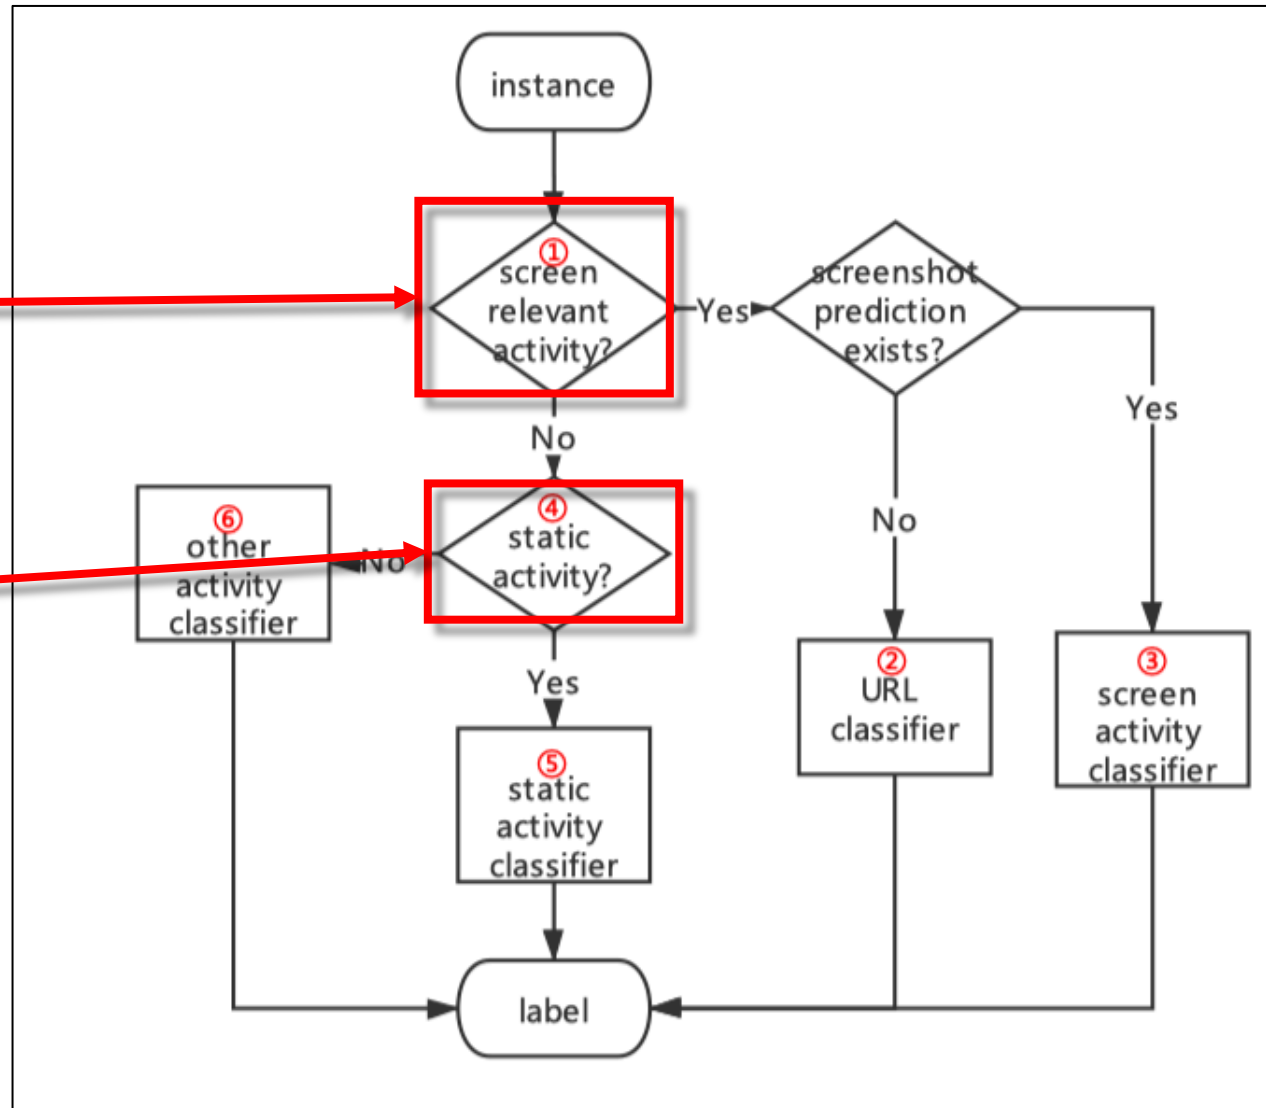 instance
①
screen
relevant
activity?
Yes
screenshot
prediction
exists?
Yes
No
No
④
static
activity?
No
⑥
other
activity
classifier
Yes
②
URL
classifier
③
screen
activity
classifier
⑤
static
activity
classifier
label